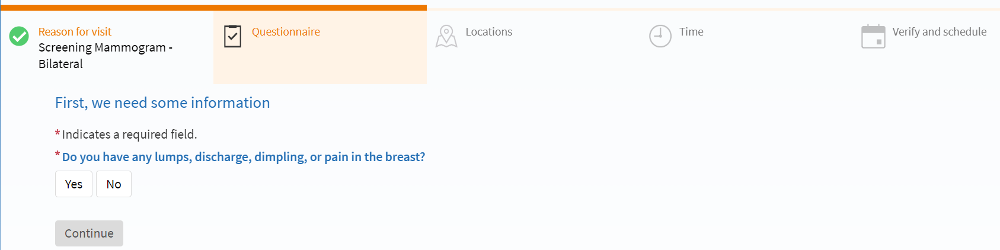 Reason for visit
Screening Mammogram -
Bilateral
Questionnaire
Locations
Time
Verify and schedule
First, we need some information
* Indicates a required field.
* Do you have any lumps, discharge, dimpling, or pain in the breast?
Yes No
Continue